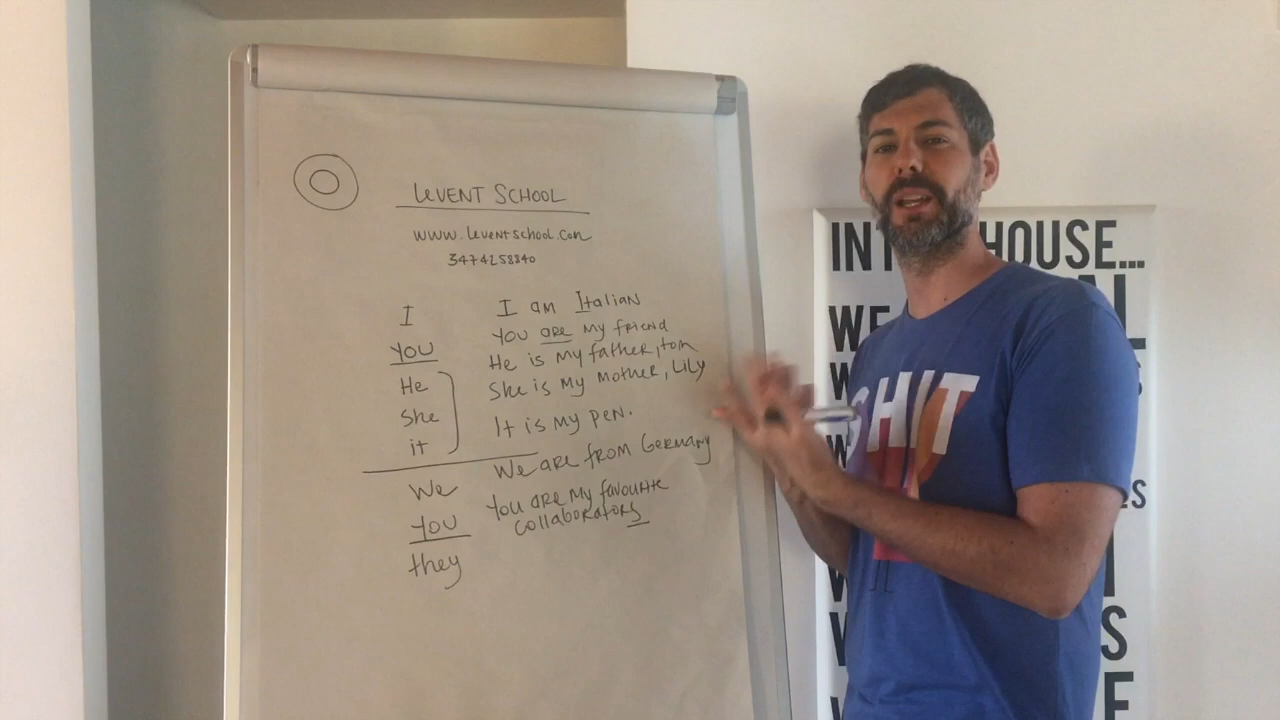 LEVENT SCHOOL
www.leventschool.com
3474258840
I I am Italian
You You are my friend
He He is my father, tom
She She is my mother, Lily
it It is my pen.
We We are from Germany
You You are my favourite
collaborators
they
HOUSE...
WE
SHIT